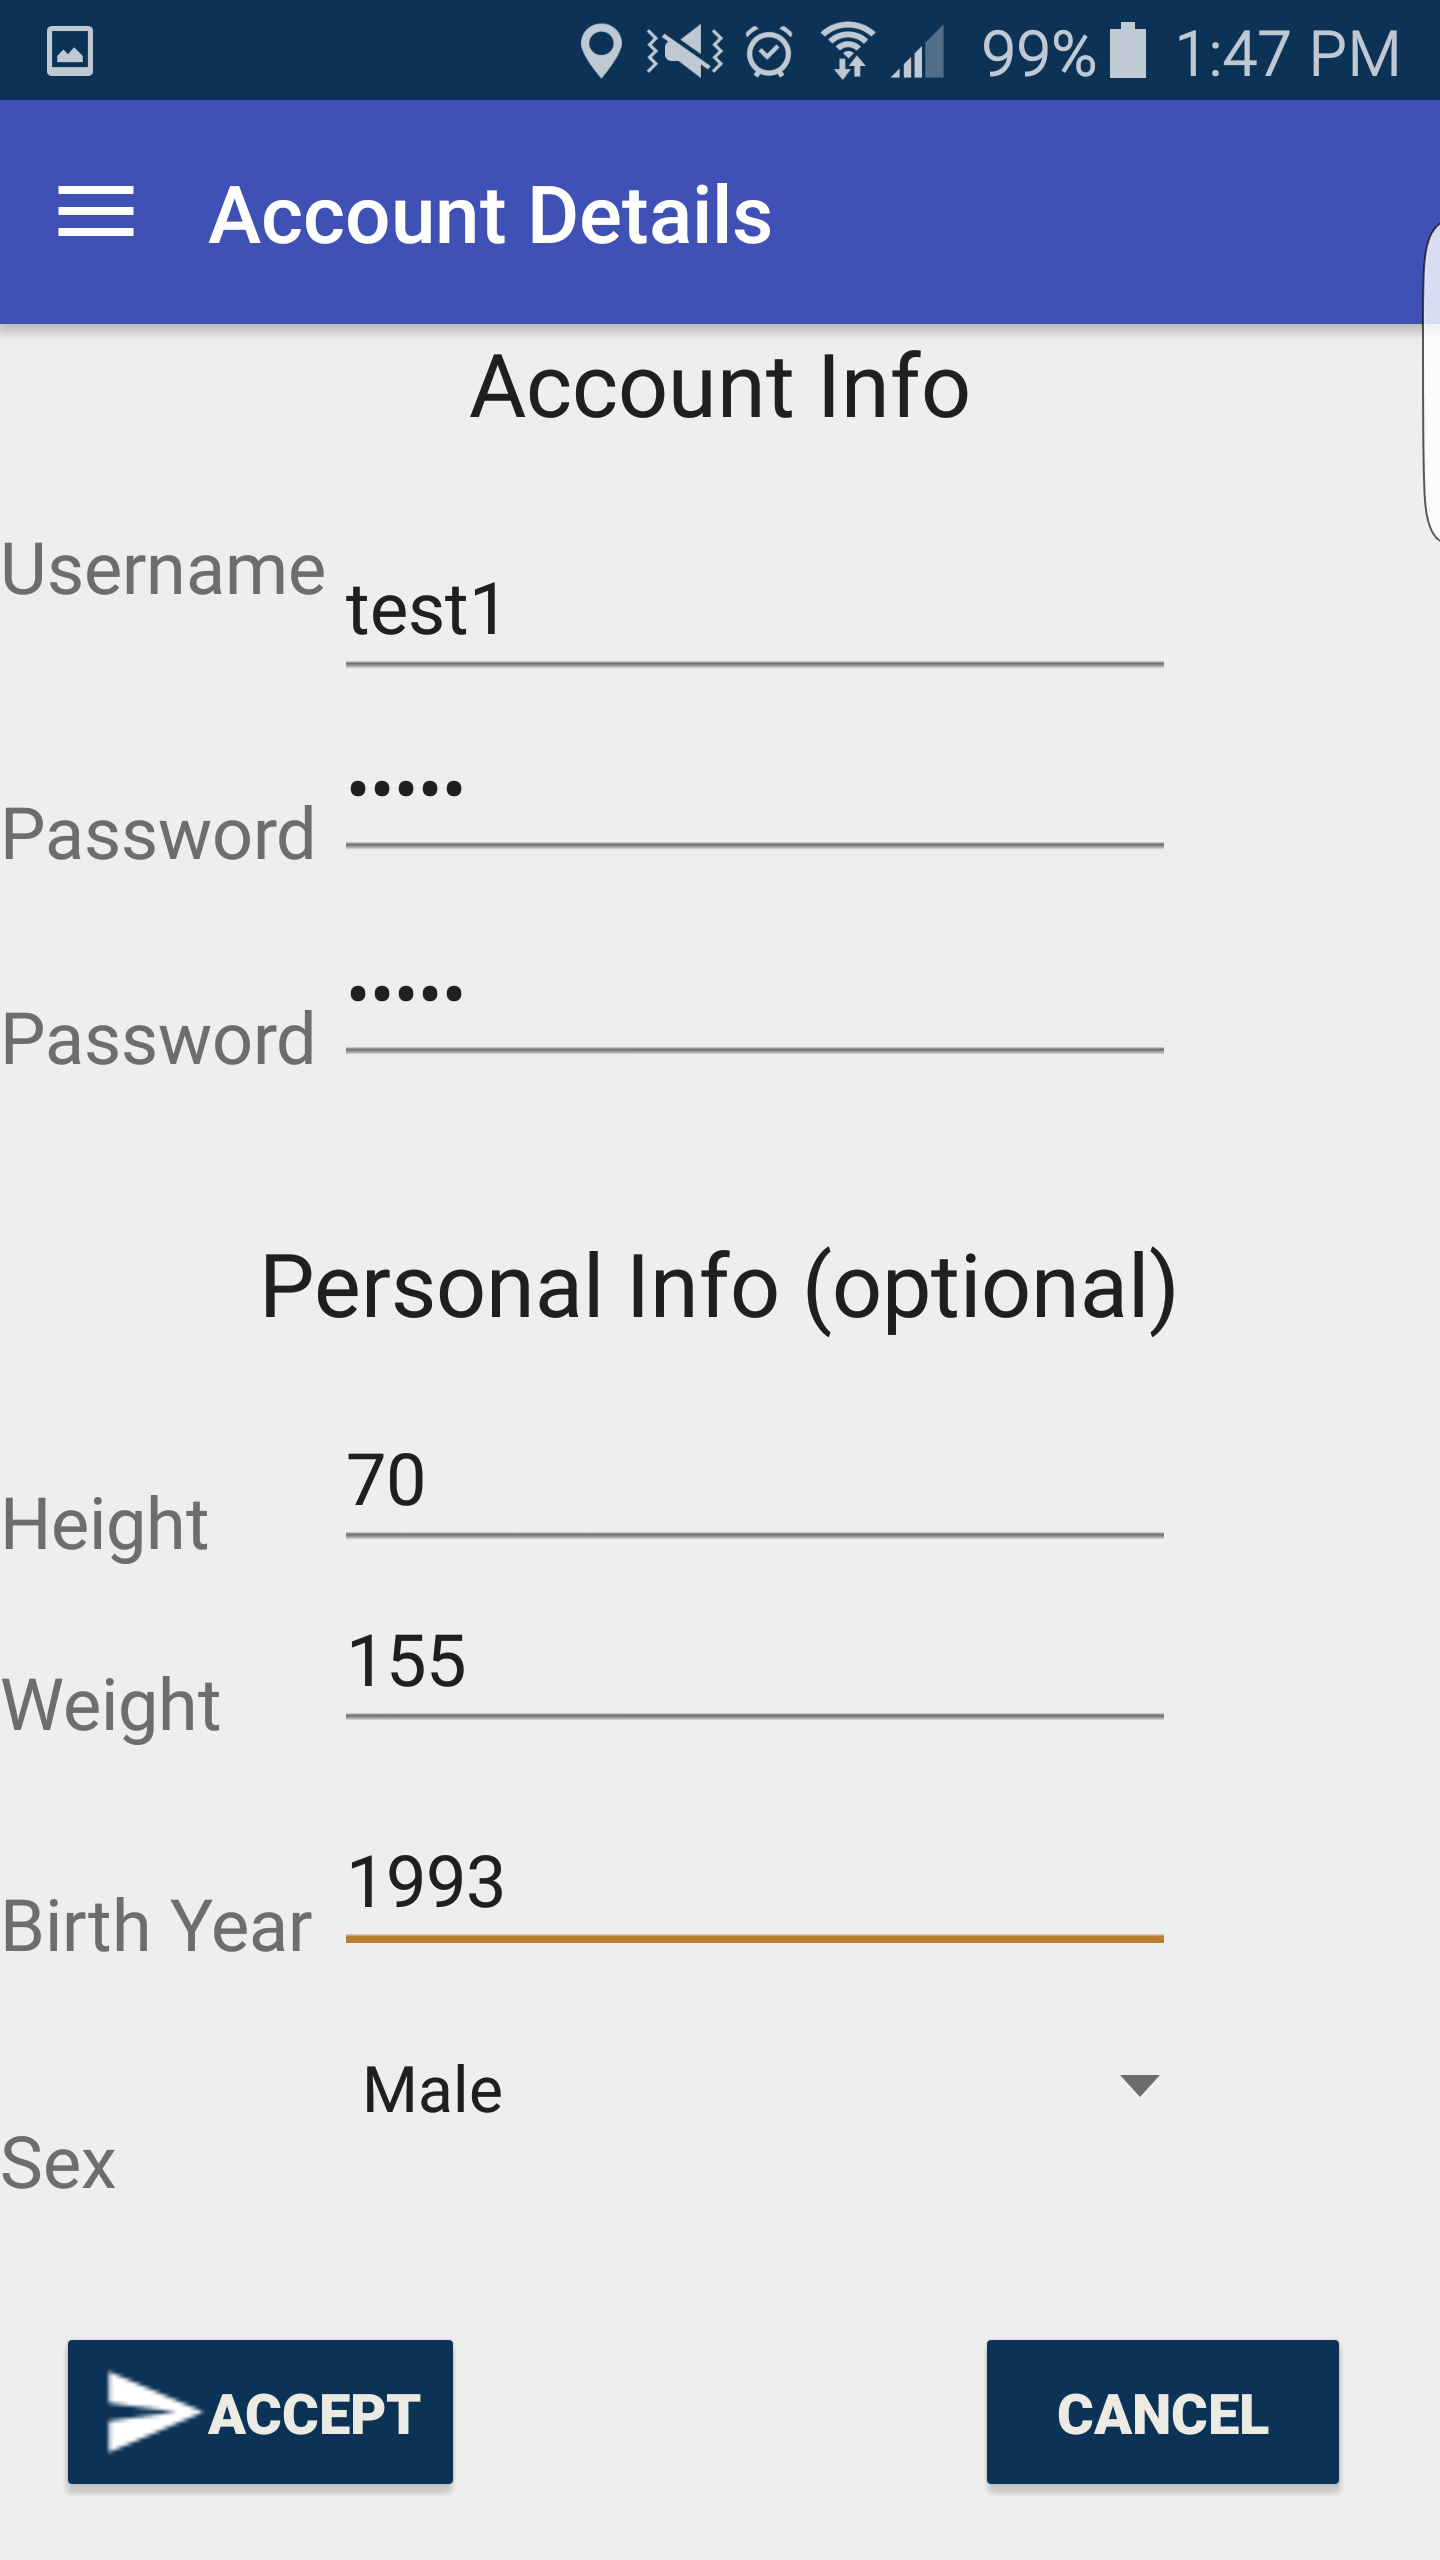 99% 1:47 PM
Account Details
Account Info
Username test1
Password •••••
Password •••••
Personal Info (optional)
Height 70
Weight 155
Birth Year 1993
Sex Male
ACCEPT CANCEL